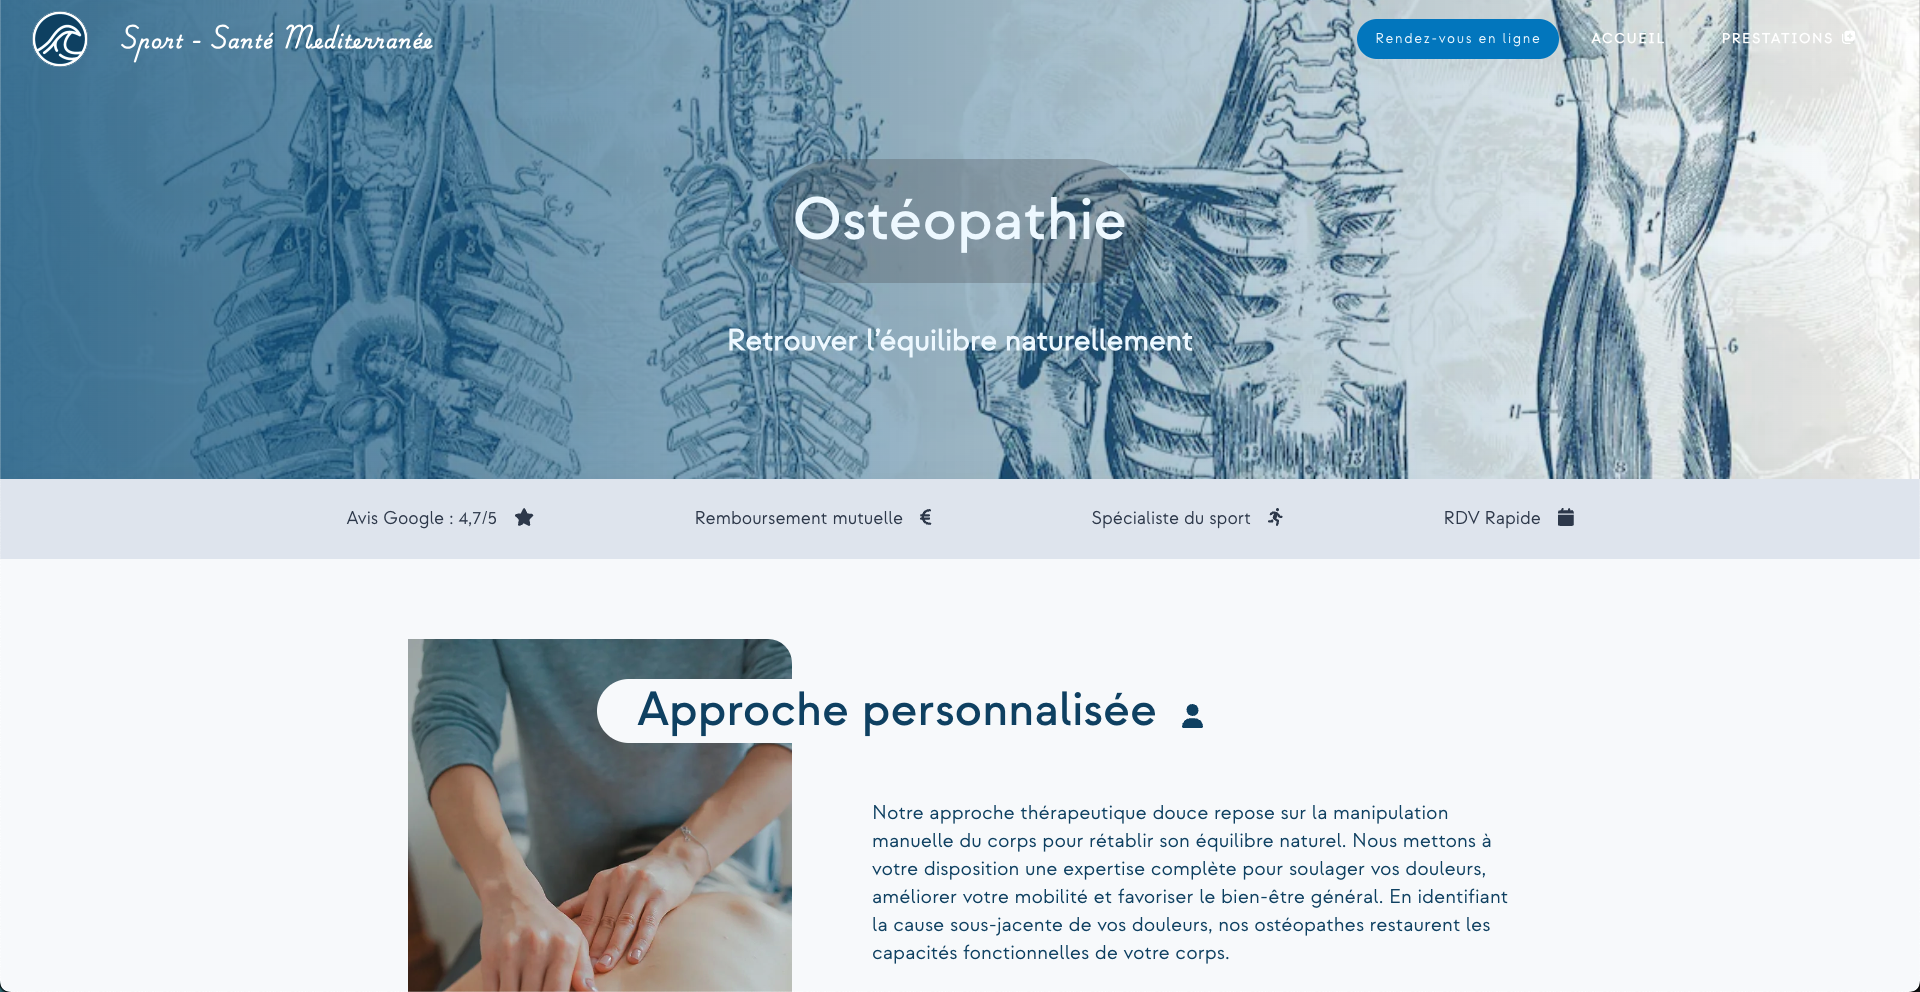 Sport - Santé Mediterranée
Rendez-vous en ligne
ACCUEIL
PRESTATIONS
Ostéopathie
Retrouver l'équilibre naturellement
Avis Google : 4,7/5
Remboursement mutuelle
Spécialiste du sport
RDV Rapide
Approche personnalisée
Notre approche thérapeutique douce repose sur la manipulation
manuelle du corps pour rétablir son équilibre naturel. Nous mettons à
votre disposition une expertise complète pour soulager vos douleurs,
améliorer votre mobilité et favoriser le bien-être général. En identifiant
la cause sous-jacente de vos douleurs, nos ostéopathes restaurent les
capacités fonctionnelles de votre corps.